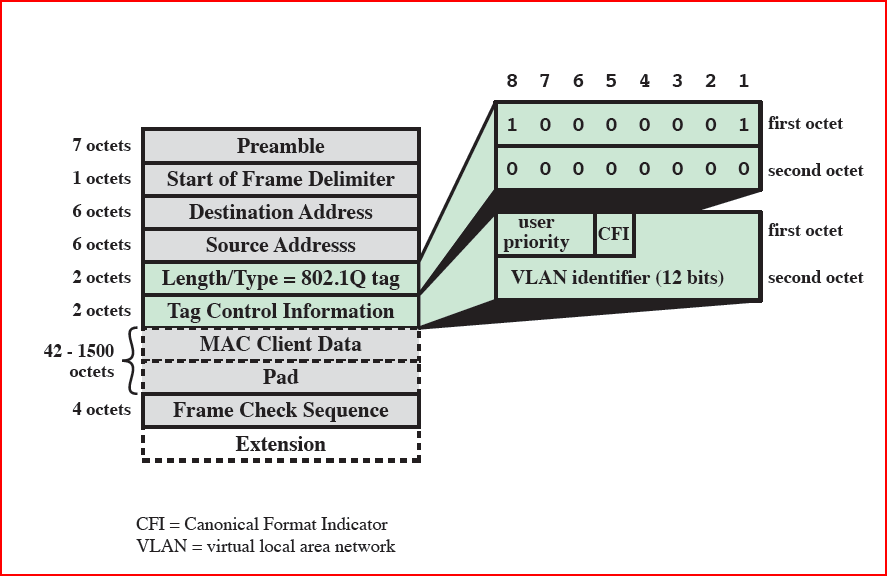 8 7 6 5 4 3 2 1
1 0 0 0 0 0 0 1 first octet
0 0 0 0 0 0 0 0 second octet
user priority CFI first octet
VLAN identifier (12 bits) second octet
7 octets Preamble
1 octets Start of Frame Delimiter
6 octets Destination Address
6 octets Source Addresss
2 octets Length/Type = 802.1Q tag
2 octets Tag Control Information
42 - 1500 octets
MAC Client Data
Pad
4 octets Frame Check Sequence
Extension
CFI = Canonical Format Indicator
VLAN = virtual local area network